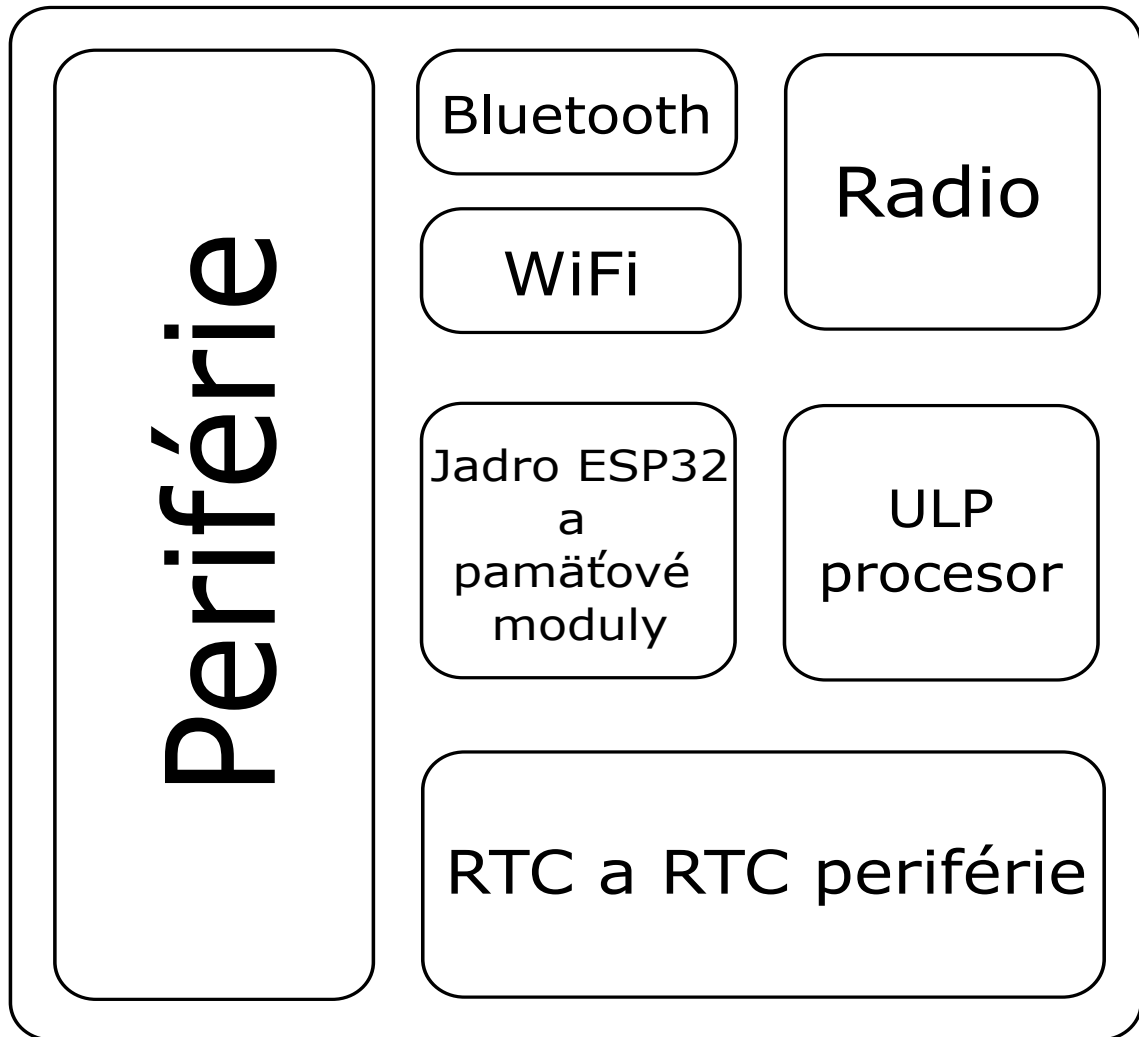 Periférie
Bluetooth
WiFi
Radio
Jadro ESP32
a
pamäťové
moduly
ULP
procesor
RTC a RTC periférie